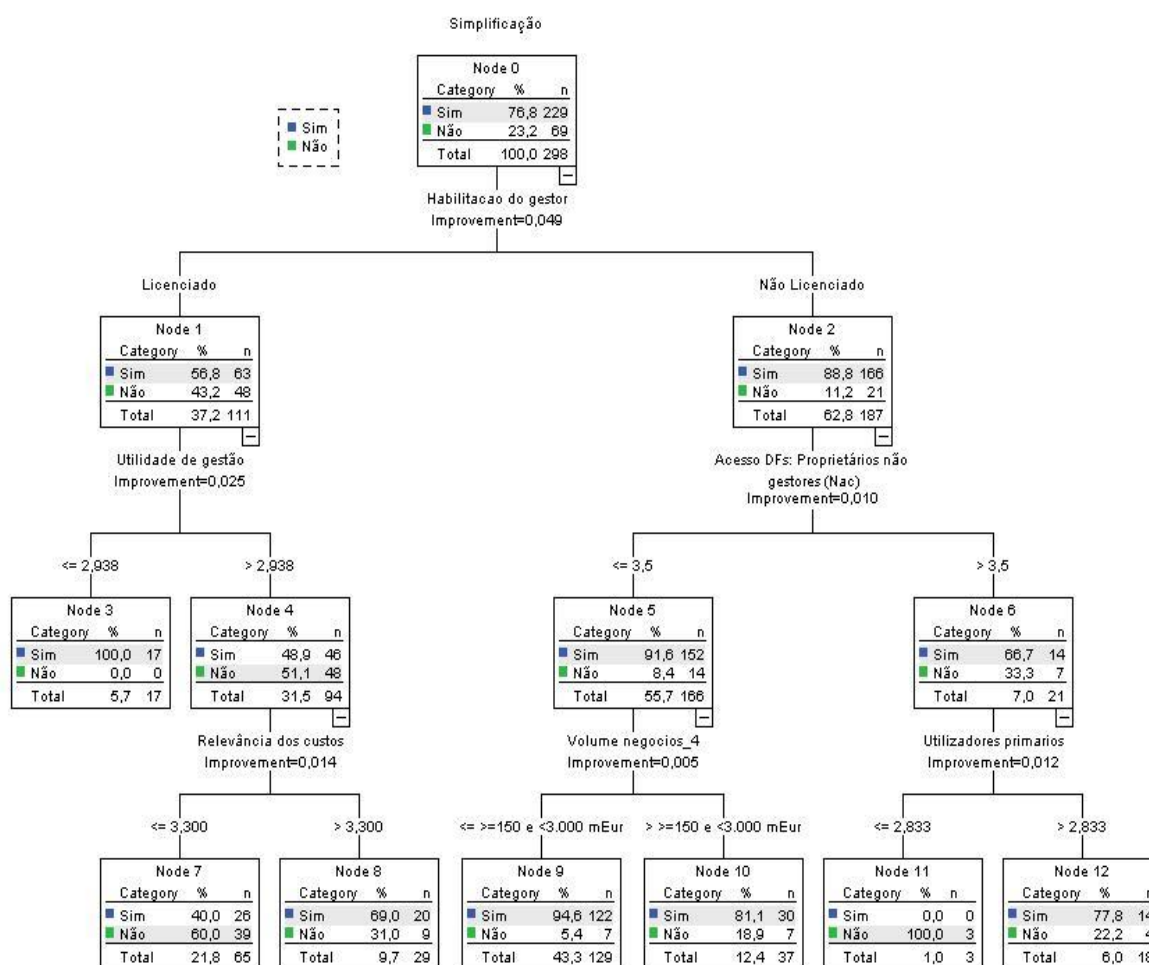 Simplificação
Sim
Não
Node 0
Category % n
Sim 76,8 229
Não 23,2 69
Total 100,0 298
Habilitacao do gestor
Improvement=0,049
Licenciado
Não Licenciado
Node 1
Category % n
Sim 56,8 63
Não 43,2 48
Total 37,2 111
Utilidade de gestão
Improvement=0,025
Node 2
Category % n
Sim 88,8 166
Não 11,2 21
Total 62,8 187
Acesso DFs: Proprietários não
gestores (Nac)
Improvement=0,010
<= 2,938
> 2,938
<= 3,5
> 3,5
Node 3
Category % n
Sim 100,0 17
Não 0,0 0
Total 5,7 17
Node 4
Category % n
Sim 48,9 46
Não 51,1 48
Total 31,5 94
Relevância dos custos
Improvement=0,014
Node 5
Category % n
Sim 91,6 152
Não 8,4 14
Total 55,7 166
Volume negocios_4
Improvement=0,005
Node 6
Category % n
Sim 66,7 14
Não 33,3 7
Total 7,0 21
Utilizadores primarios
Improvement=0,012
<= 3,300
> 3,300
<= >=150 e <3.000 mEur
> >=150 e <3.000 mEur
<= 2,833
> 2,833
Node 7
Category % n
Sim 40,0 26
Não 60,0 39
Total 21,8 65
Node 8
Category % n
Sim 69,0 20
Não 31,0 9
Total 9,7 29
Node 9
Category % n
Sim 94,6 122
Não 5,4 7
Total 43,3 129
Node 10
Category % n
Sim 81,1 30
Não 18,9 7
Total 12,4 37
Node 11
Category % n
Sim 0,0 0
Não 100,0 3
Total 1,0 3
Node 12
Category % n
Sim 77,8 14
Não 22,2 4
Total 6,0 18